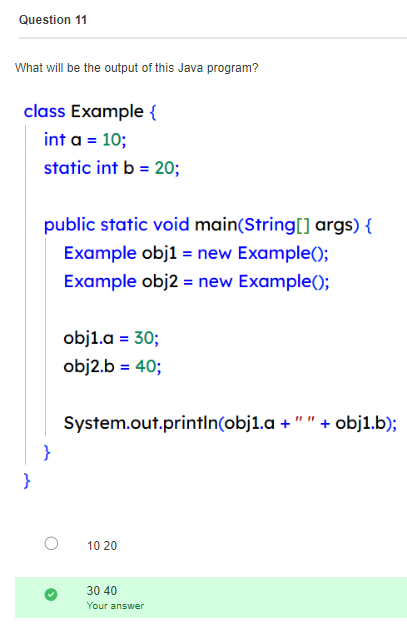 Question 11
What will be the output of this Java program?
class Example {
int a = 10;
static int b = 20;
public static void main(String[] args) {
Example obj1 = new Example();
Example obj2 = new Example();
obj1.a = 30;
obj2.b = 40;
System.out.println(obj1.a + " " + obj1.b);
}
}
10 20
30 40
Your answer